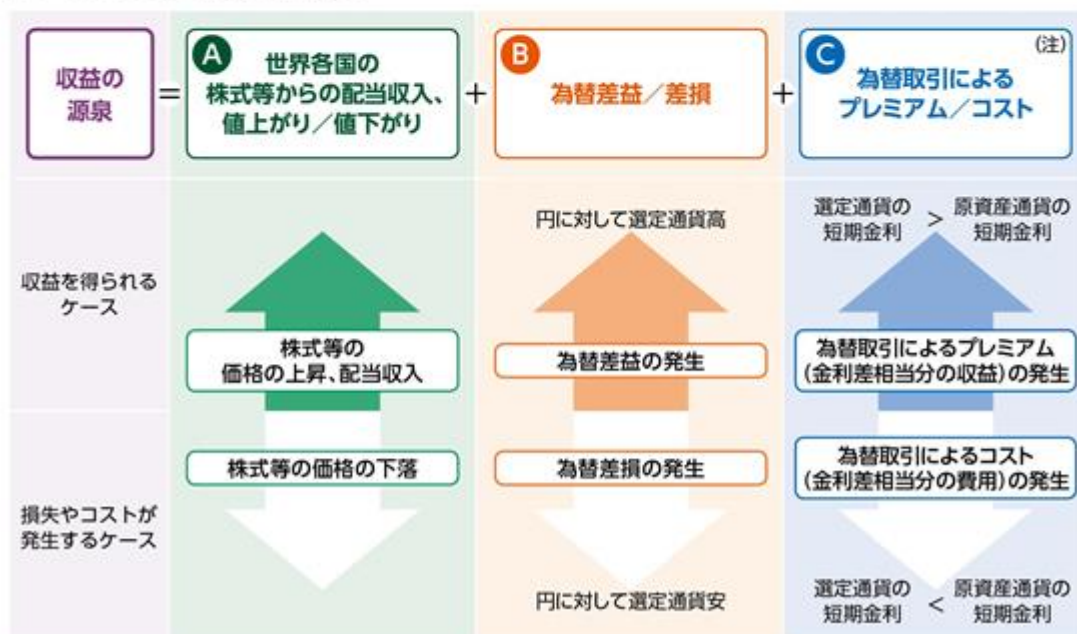 収益の
源泉
=
A
世界各国の
株式等からの配当収入、
値上がり／値下がり
+
B
為替差益／差損
+
C
(注)
為替取引による
プレミアム／コスト
収益を得られる
ケース
株式等の
価格の上昇、配当収入
円に対して選定通貨高
為替差益の発生
選定通貨の
短期金利
>
原資産通貨の
短期金利
為替取引によるプレミアム
(金利差相当分の収益)の発生
損失やコストが
発生するケース
株式等の価格の下落
為替差損の発生
円に対して選定通貨安
為替取引によるコスト
(金利差相当分の費用)の発生
選定通貨の
短期金利
<
原資産通貨の
短期金利